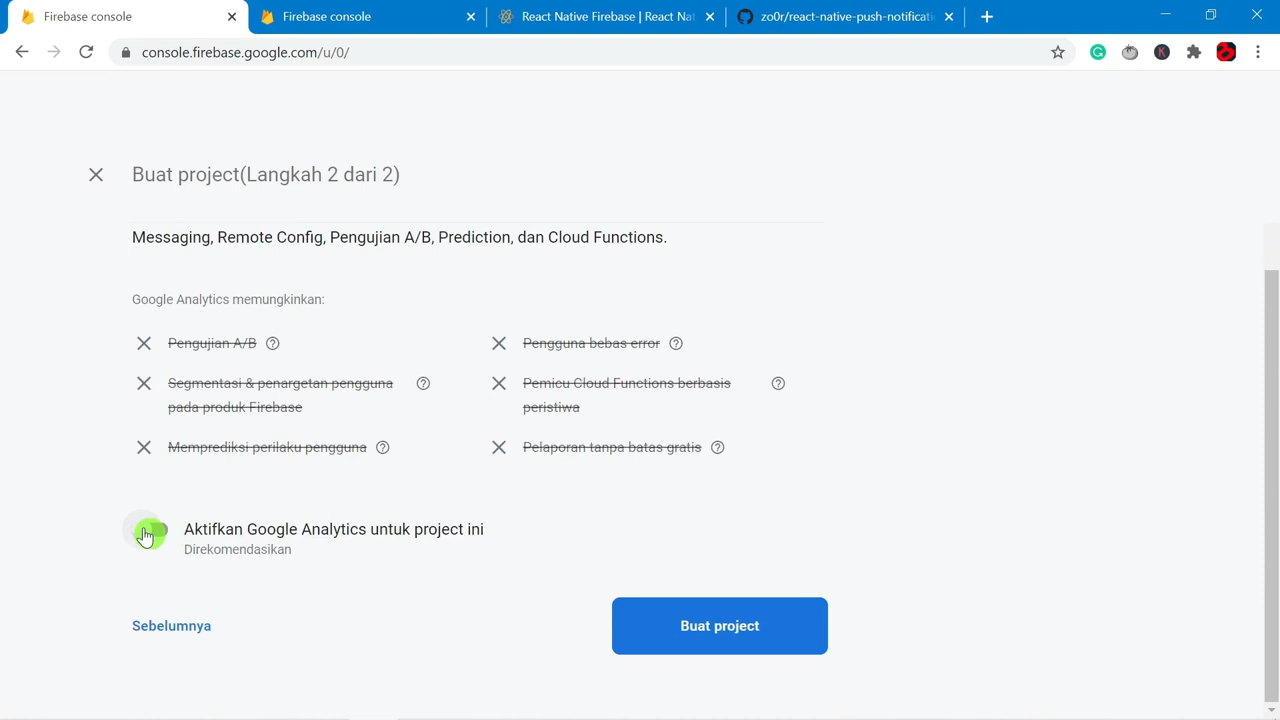 Firebase console
Firebase console
React Native Firebase | React Nat
zo0r/react-native-push-notificati
console.firebase.google.com/u/0/
Buat project(Langkah 2 dari 2)
Messaging, Remote Config, Pengujian A/B, Prediction, dan Cloud Functions.
Google Analytics memungkinkan:
Pengujian A/B
Pengguna bebas error
Segmentasi & penargetan pengguna
pada produk Firebase
Pemicu Cloud Functions berbasis
peristiwa
Memprediksi perilaku pengguna
Pelaporan tanpa batas gratis
Aktifkan Google Analytics untuk project ini
Direkomendasikan
Sebelumnya
Buat project